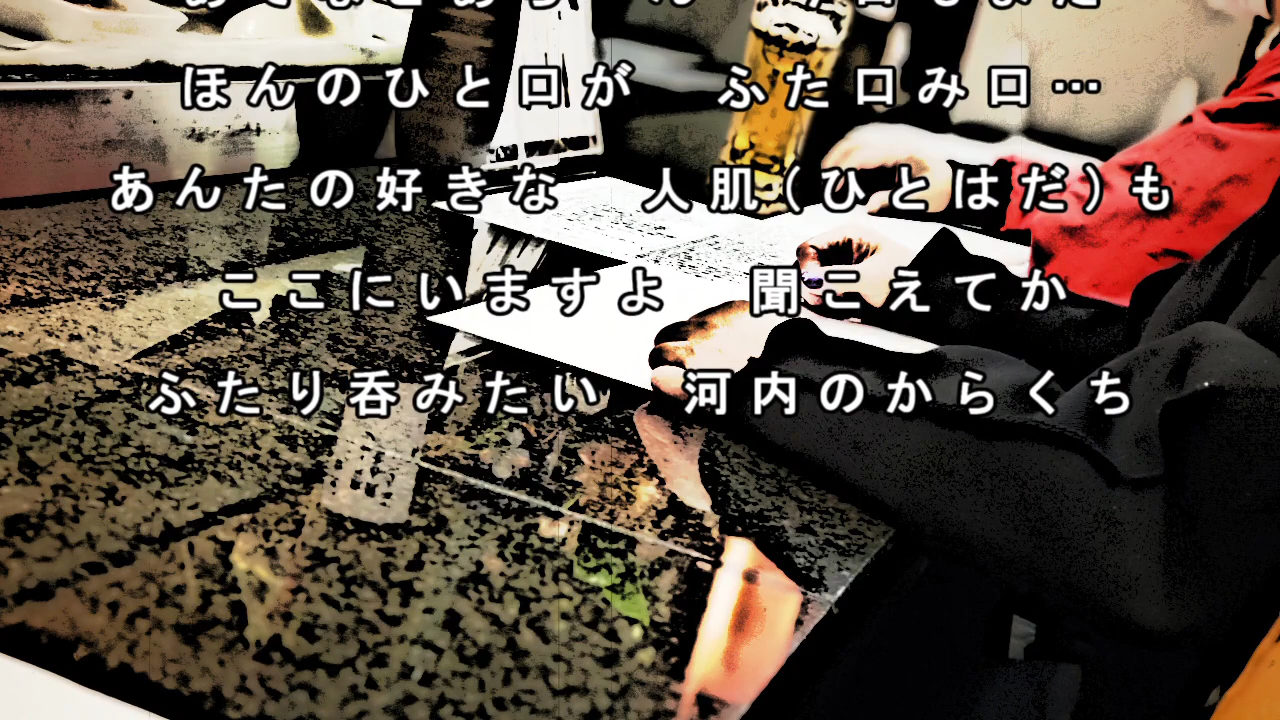 ほんのひと口が　ふた口み口…
あんたの好きな　人肌（ひとはだ）も
ここにいますよ　聞こえてか
ふたり呑みたい　河内のからくち